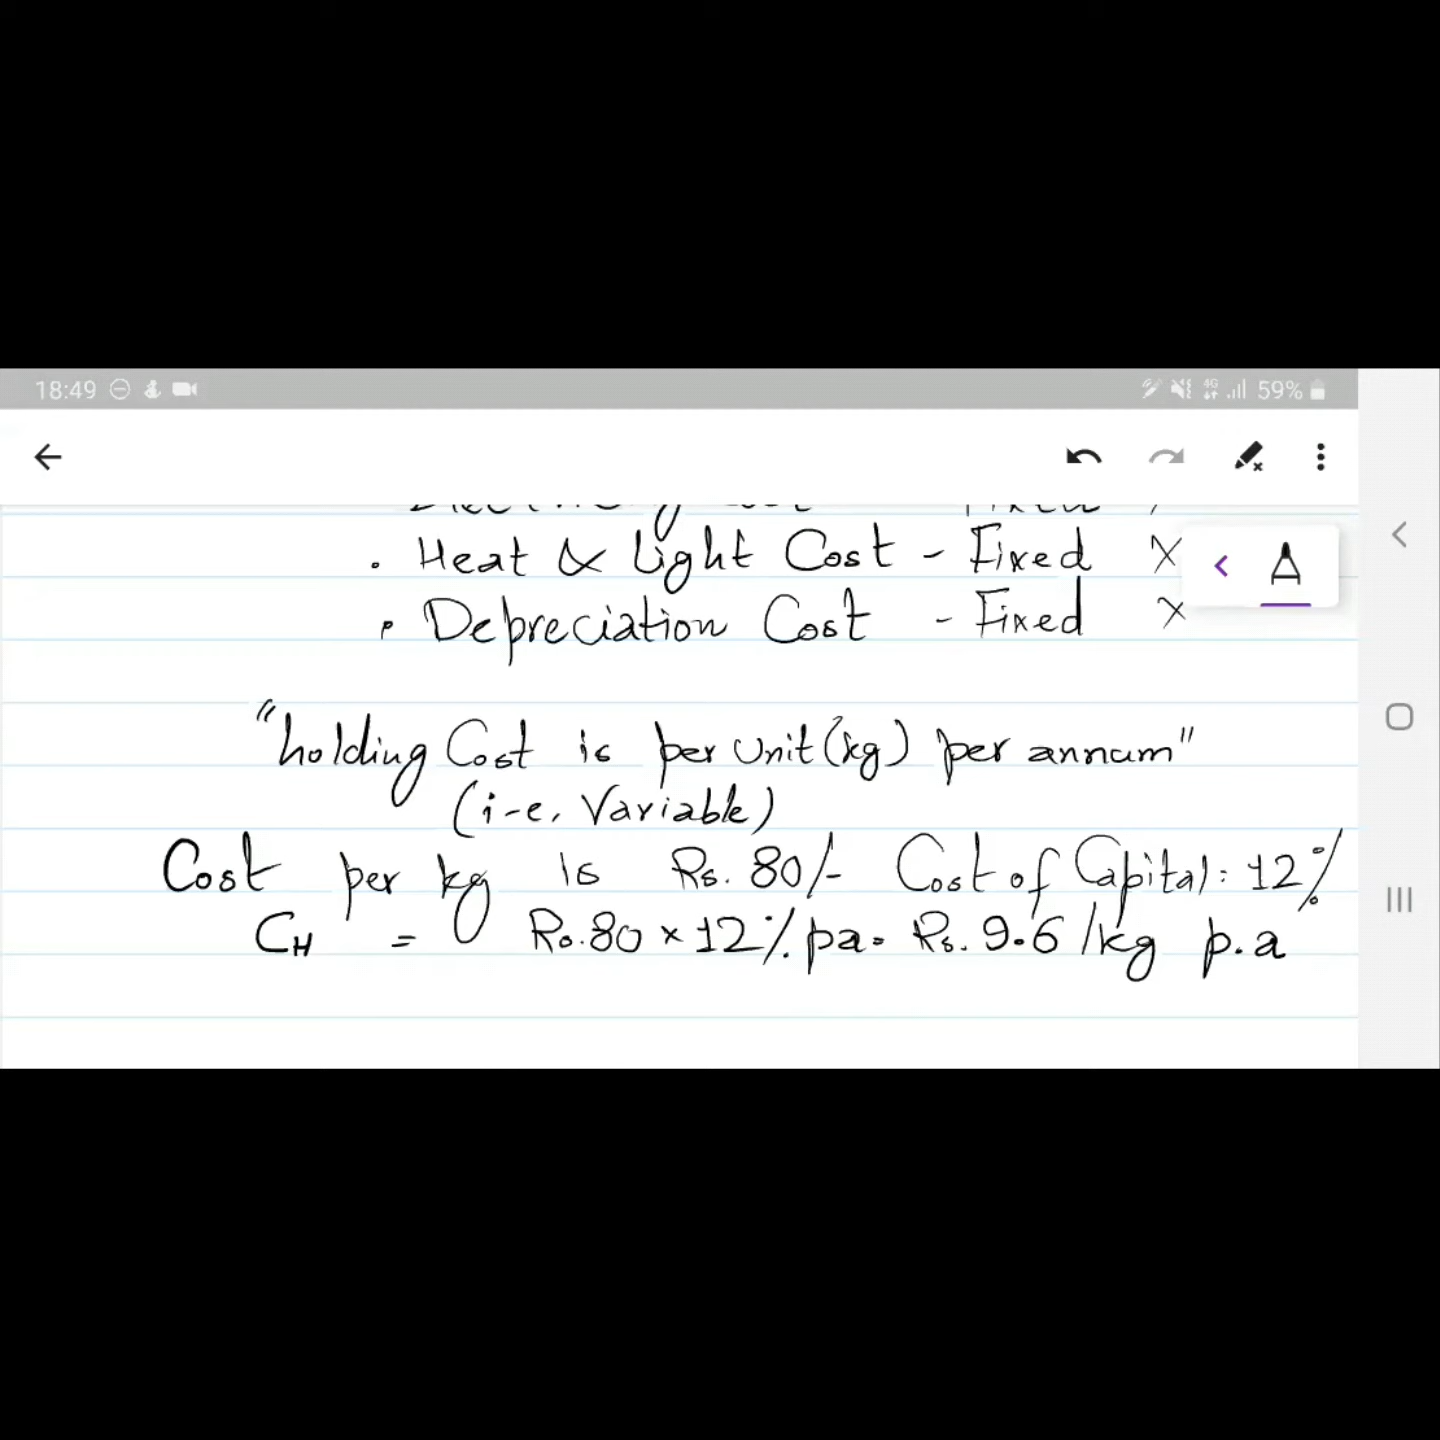 18:49 4G 59%
. Heat & Light Cost - Fixed X
. Depreciation Cost - Fixed X
"holding Cost is per Unit (kg) per annum"
(i-e. Variable)
Cost per kg is Rs. 80/- Cost of Capital: 12%
CH = Rs.80 x 12% pa. Rs. 9.6/kg p.a